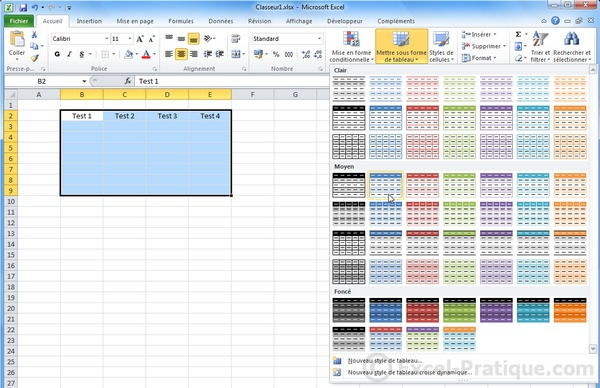 Classeur1.xlsx - Microsoft Excel
Fichier Accueil Insertion Mise en page Formules Données Révision Affichage Développeur Compléments
Calibri 11 Standard
Coller
Mise en forme conditionnelle
Mettre sous forme de tableau
Styles de cellules
Insérer
Supprimer
Format
Trier et filtrer
Rechercher et sélectionner
Presse-p... Police Alignement Nombre
B2 fx Test 1
A B C D E F G
1
2 Test 1 Test 2 Test 3 Test 4
3
4
5
6
7
8
9
10
11
12
13
14
15
16
17
18
19
20
21
22
23
24
25
26
27
Clair
Moyen
Foncé
Nouveau style de tableau...
Nouveau style de tableau croisé dynamique...
Excel-Pratique.com